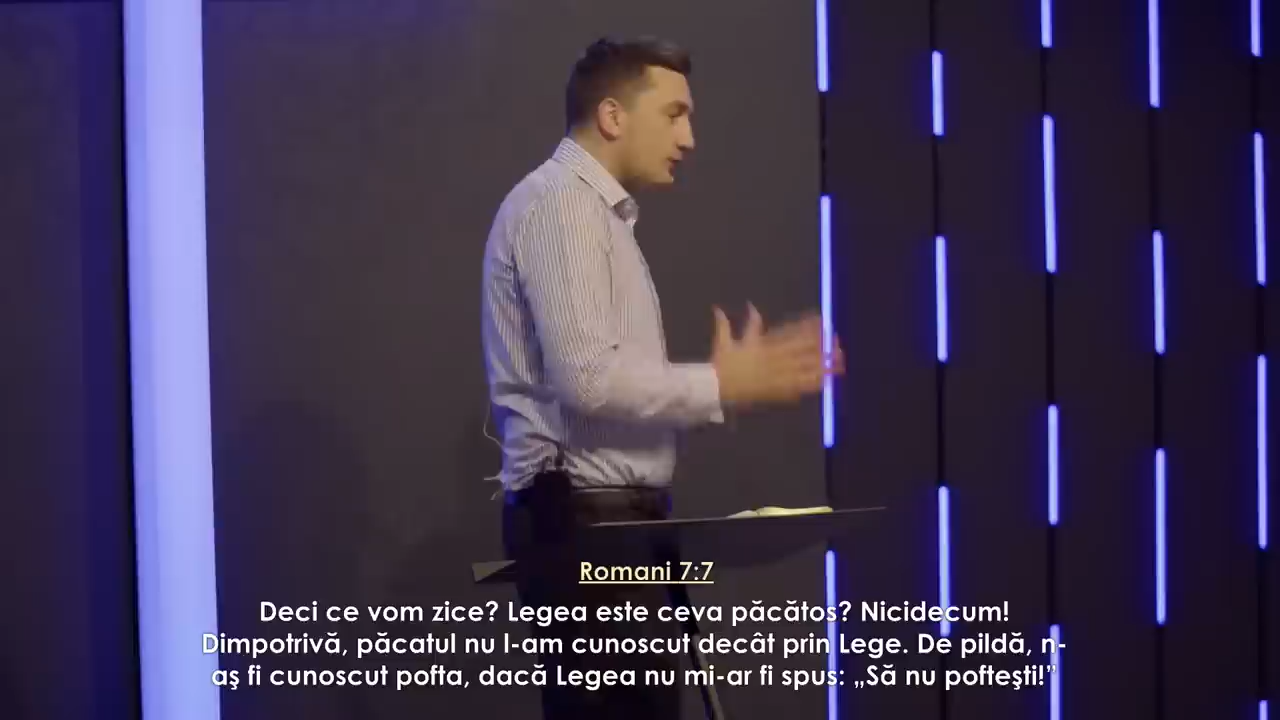 Romani 7:7
Deci ce vom zice? Legea este ceva păcătos? Nicidecum!
Dimpotrivă, păcatul nu l-am cunoscut decât prin Lege. De pildă, n-
aş fi cunoscut pofta, dacă Legea nu mi-ar fi spus: „Să nu pofteşti!”